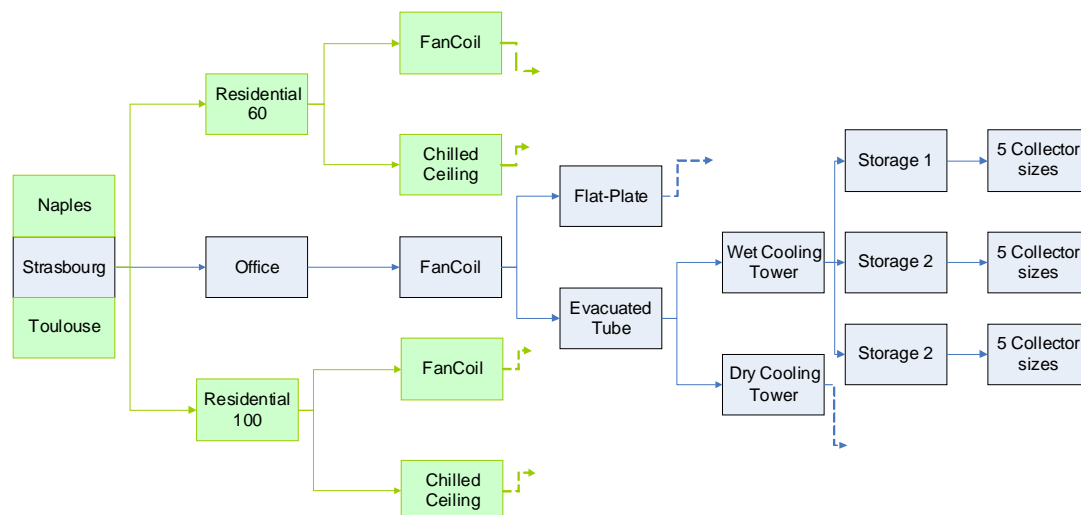 Naples
Strasbourg
Toulouse
Residential
60
Office
Residential
100
FanCoil
Chilled
Ceiling
FanCoil
FanCoil
Chilled
Ceiling
Flat-Plate
Evacuated
Tube
Wet Cooling
Tower
Dry Cooling
Tower
Storage 1
Storage 2
Storage 2
5 Collector
sizes
5 Collector
sizes
5 Collector
sizes